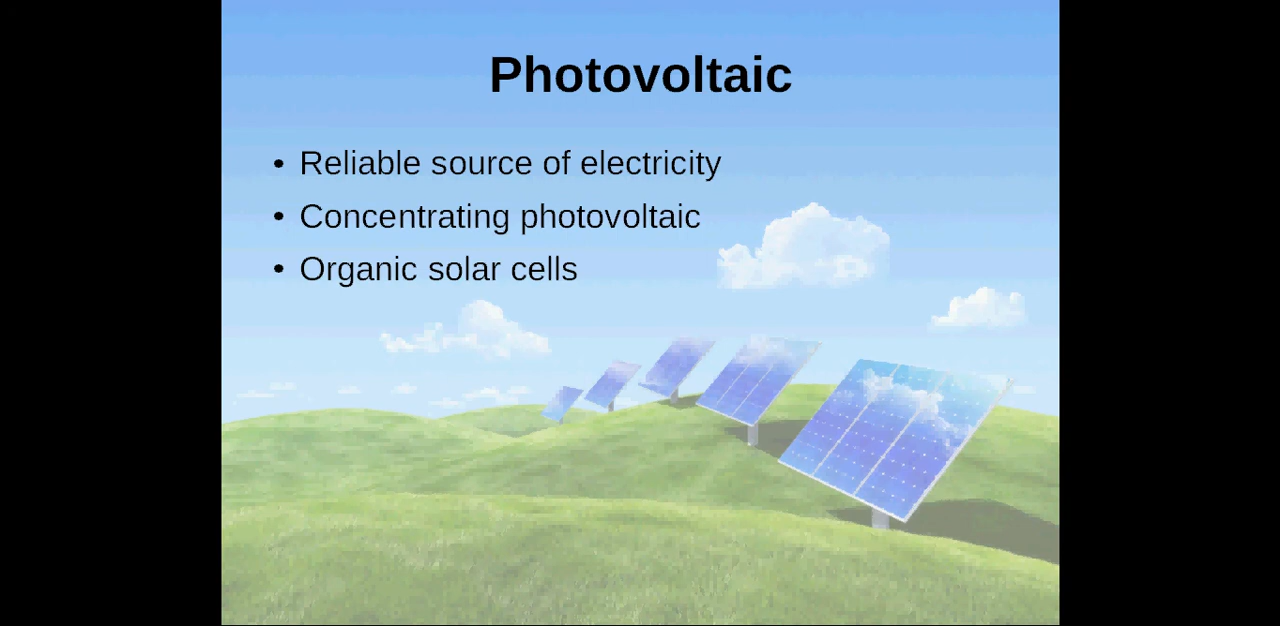 Photovoltaic
• Reliable source of electricity
• Concentrating photovoltaic
• Organic solar cells